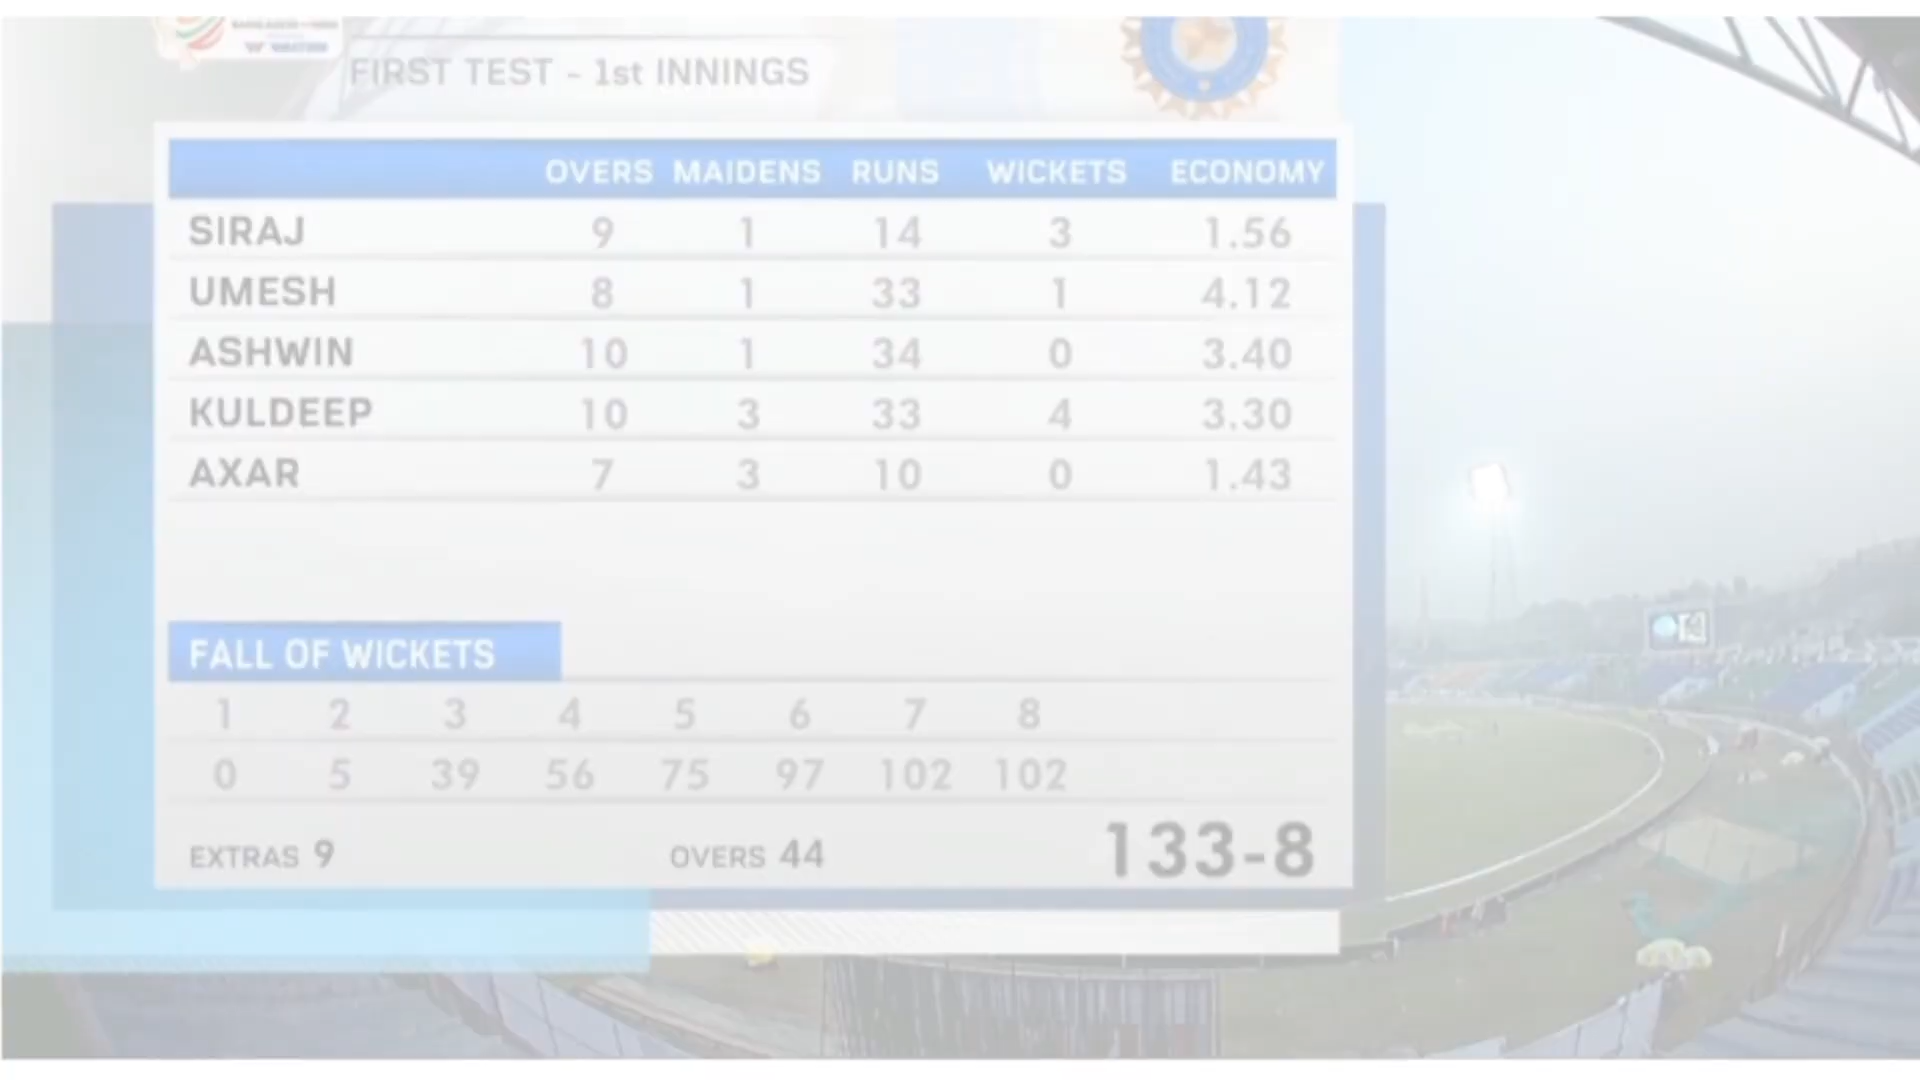 FIRST TEST - 1st INNINGS
OVERS MAIDENS RUNS WICKETS ECONOMY
SIRAJ 9 1 14 3 1.56
UMESH 8 1 33 1 4.12
ASHWIN 10 1 34 0 3.40
KULDEEP 10 3 33 4 3.30
AXAR 7 3 10 0 1.43
FALL OF WICKETS
1 2 3 4 5 6 7 8
0 5 39 56 75 97 102 102
EXTRAS 9 OVERS 44 133-8